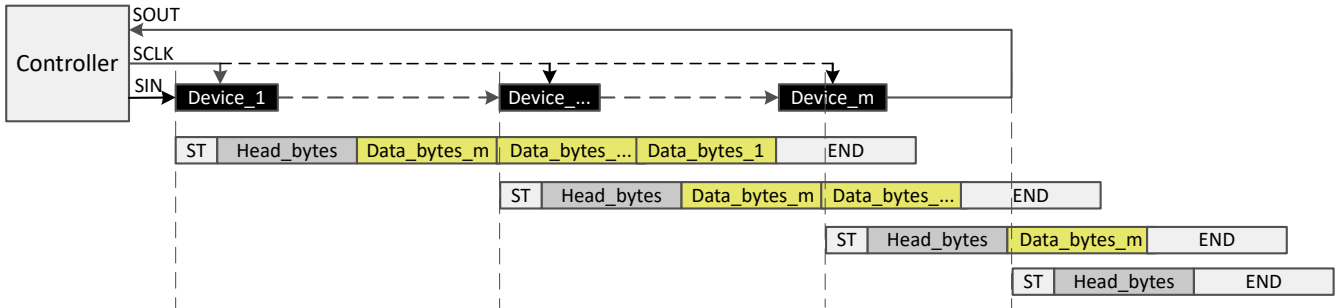 SOUT
Controller
SCLK
SIN
Device_1 Device_... Device_m
ST Head_bytes Data_bytes_m Data_bytes_... Data_bytes_1 END
ST Head_bytes Data_bytes_m Data_bytes_... END
ST Head_bytes Data_bytes_m END
ST Head_bytes END